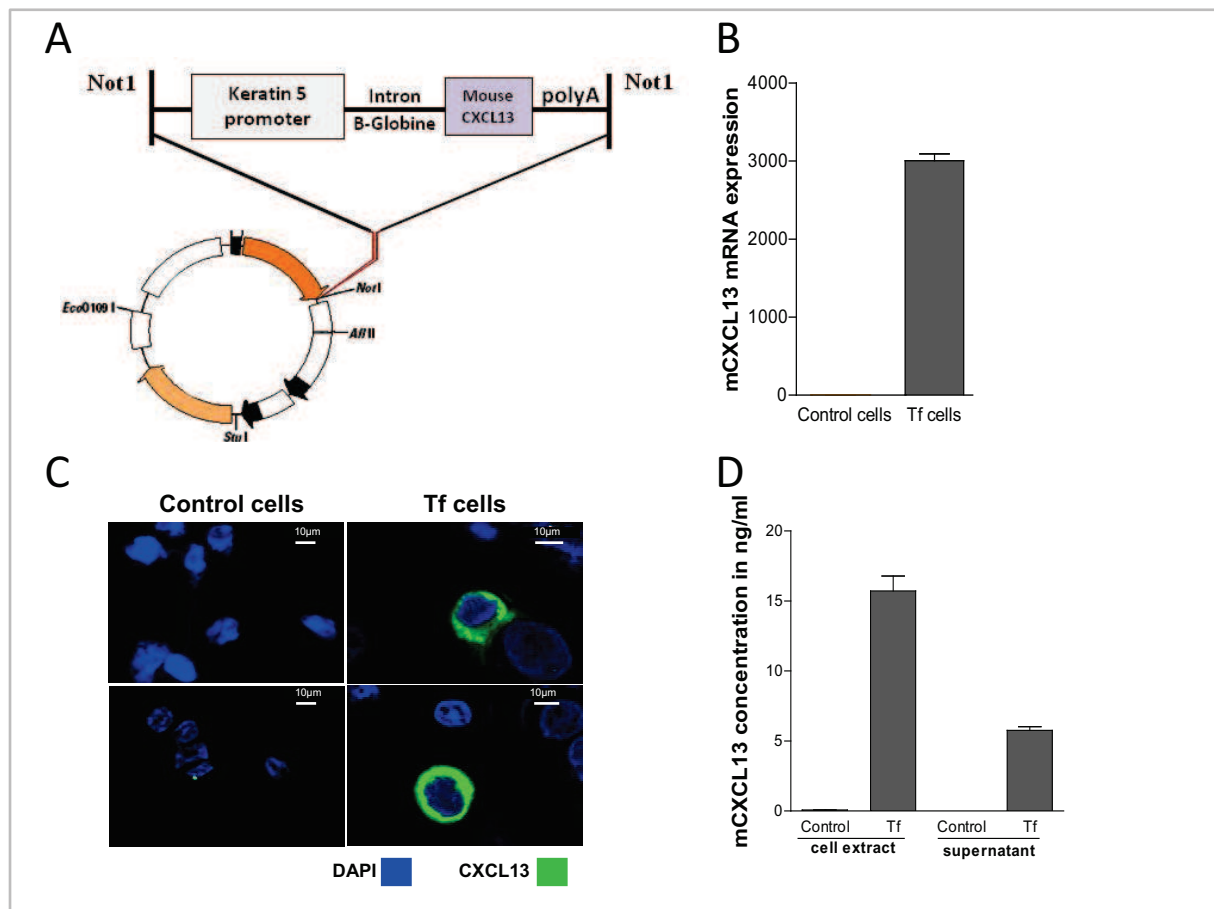 A
Not1
Keratin 5
promoter
Intron
B-Globine
Mouse
CXCL13
polyA
Not1
NotI
EcoO109 I
Afl II
Stu I
B
mCXCL13 mRNA expression
4000
3000
2000
1000
0
Control cells
Tf cells
C
Control cells
Tf cells
10µm
10µm
10µm
10µm
DAPI
CXCL13
D
mCXCL13 concentration in ng/ml
20
15
10
5
0
Control
Tf
Control
Tf
cell extract
supernatant